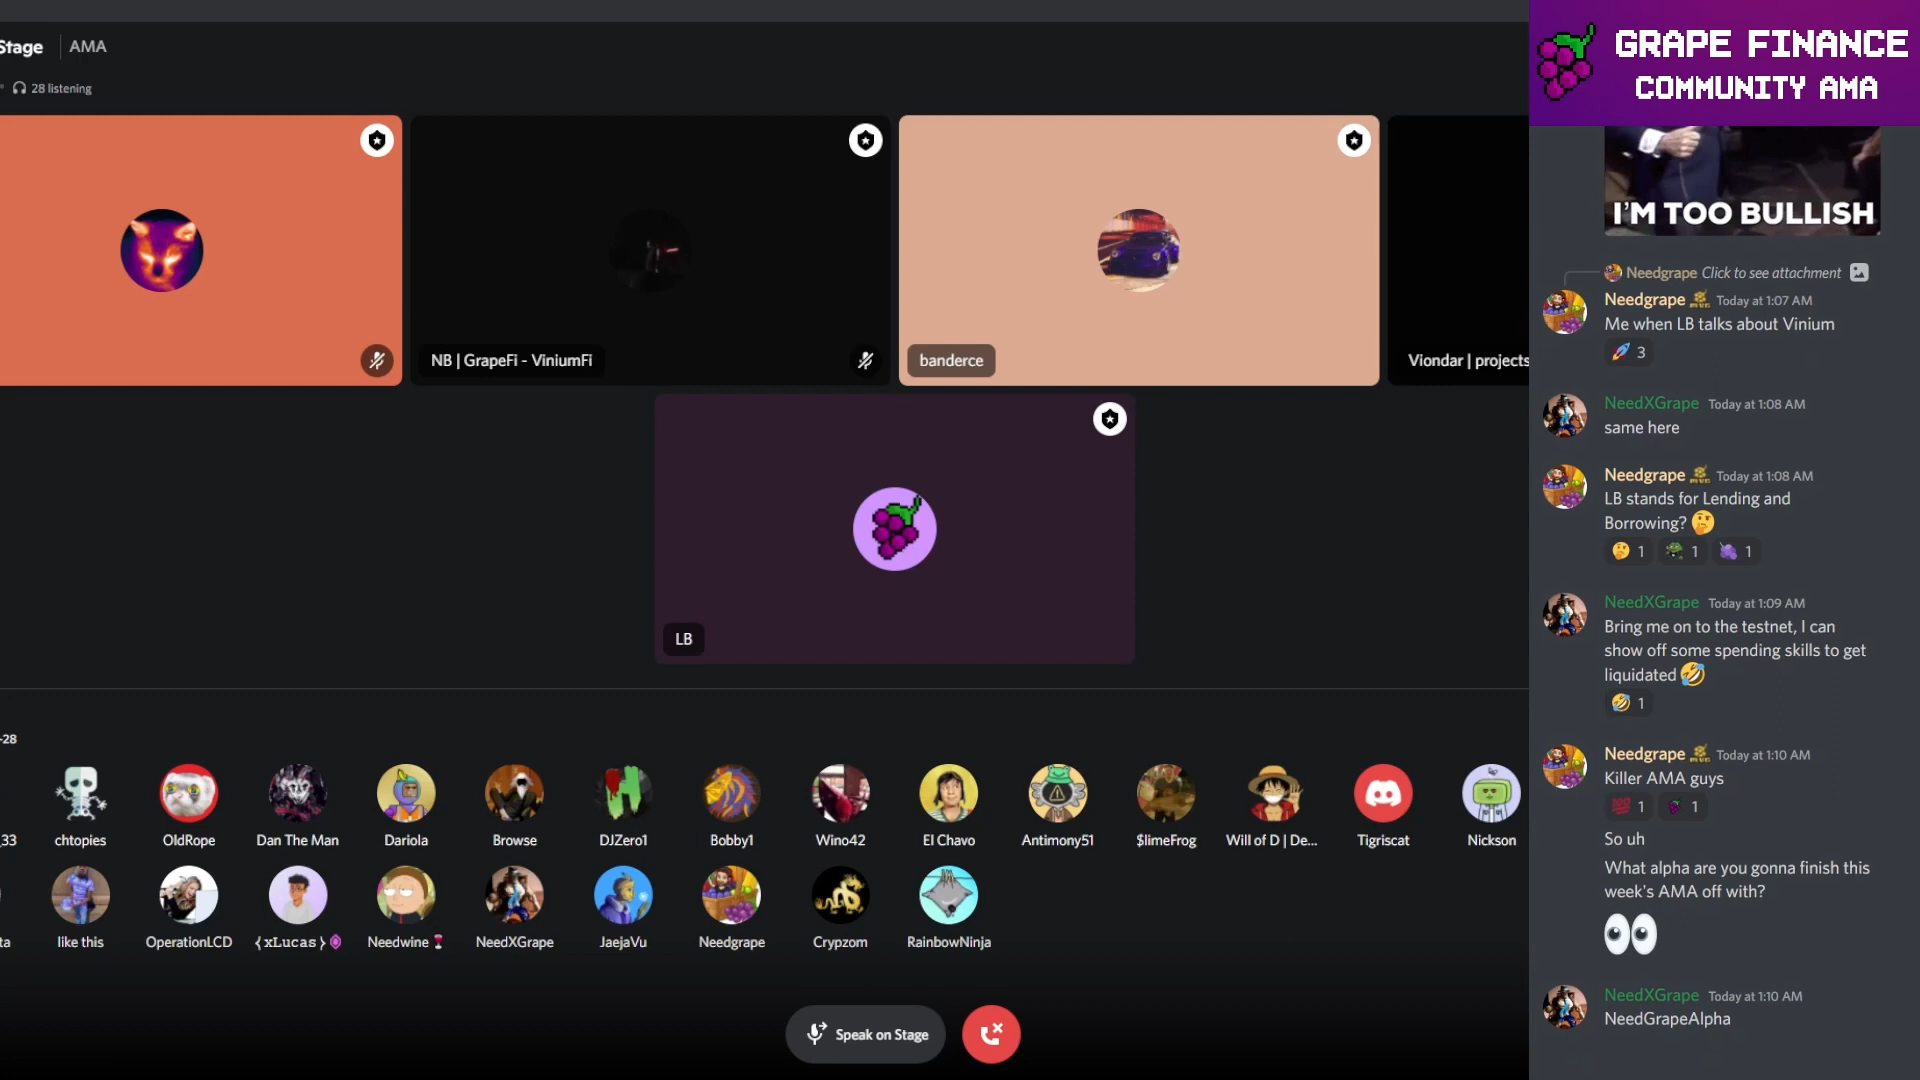 Stage | AMA
28 listening
NB | GrapeFi - ViniumFi
banderce
Viondar | projects
LB
-28
chtopies
OldRope
Dan The Man
Dariola
Browse
DJZero1
Bobby1
Wino42
El Chavo
Antimony51
$limeFrog
Will of D | De...
Tigriscat
Nickson
33
ta
like this
OperationLCD
{xLucas}
Needwine
NeedXGrape
JaejaVu
Needgrape
Crypzom
RainbowNinja
Speak on Stage
GRAPE FINANCE
COMMUNITY AMA
I'M TOO BULLISH
Needgrape Click to see attachment
Needgrape Today at 1:07 AM
Me when LB talks about Vinium
3
NeedXGrape Today at 1:08 AM
same here
Needgrape Today at 1:08 AM
LB stands for Lending and
Borrowing? 🤔
🤔 1 1 🍇 1
NeedXGrape Today at 1:09 AM
Bring me on to the testnet, I can
show off some spending skills to get
liquidated 🤣
🤣 1
Needgrape Today at 1:10 AM
Killer AMA guys
💯 1 🍇 1
So uh
What alpha are you gonna finish this
week's AMA off with?
👀
NeedXGrape Today at 1:10 AM
NeedGrapeAlpha